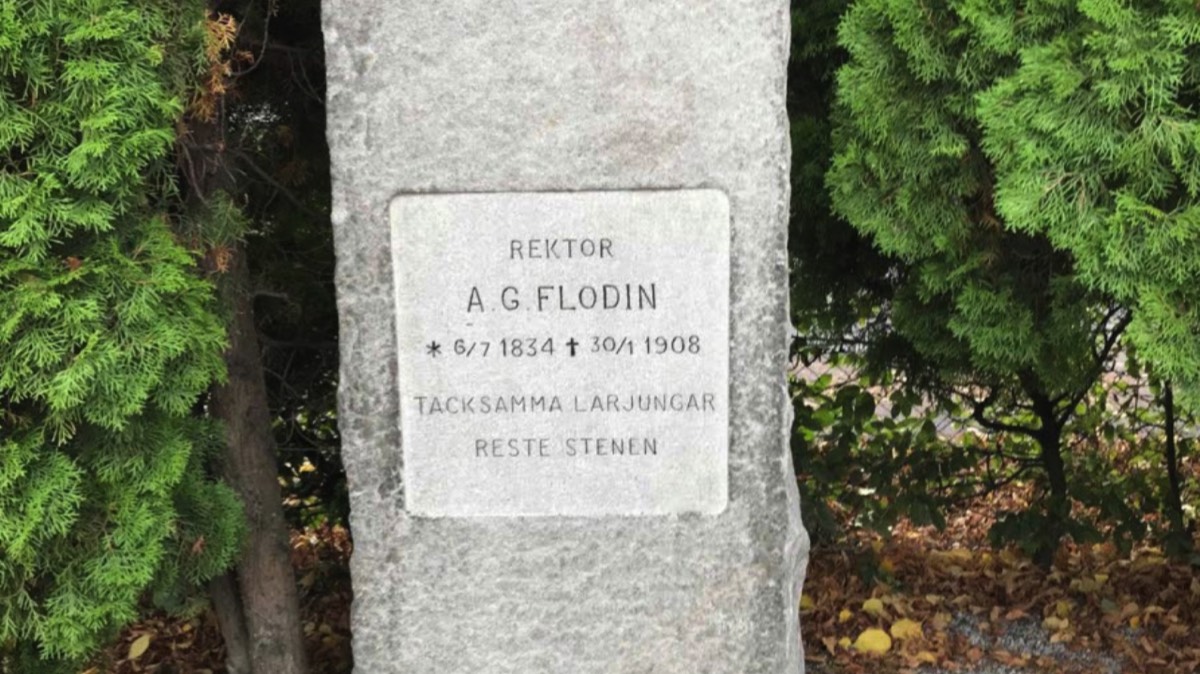 REKTOR
A. G. FLODIN
* 6/7 1834 ✝ 30/1 1908
TACKSAMMA LÄRJUNGAR
RESTE STENEN